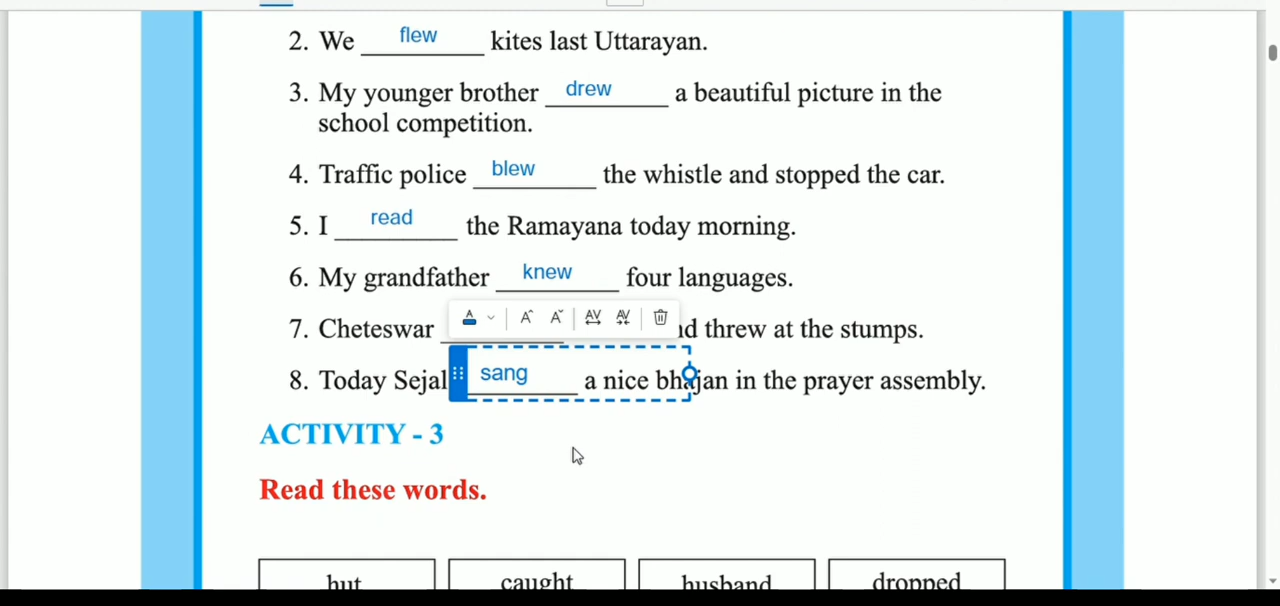 2. We flew kites last Uttarayan.
3. My younger brother drew a beautiful picture in the
school competition.
4. Traffic police blew the whistle and stopped the car.
5. I read the Ramayana today morning.
6. My grandfather knew four languages.
7. Cheteswar threw at the stumps.
8. Today Sejal sang a nice bhajan in the prayer assembly.
ACTIVITY - 3
Read these words.
hut caught husband dropped